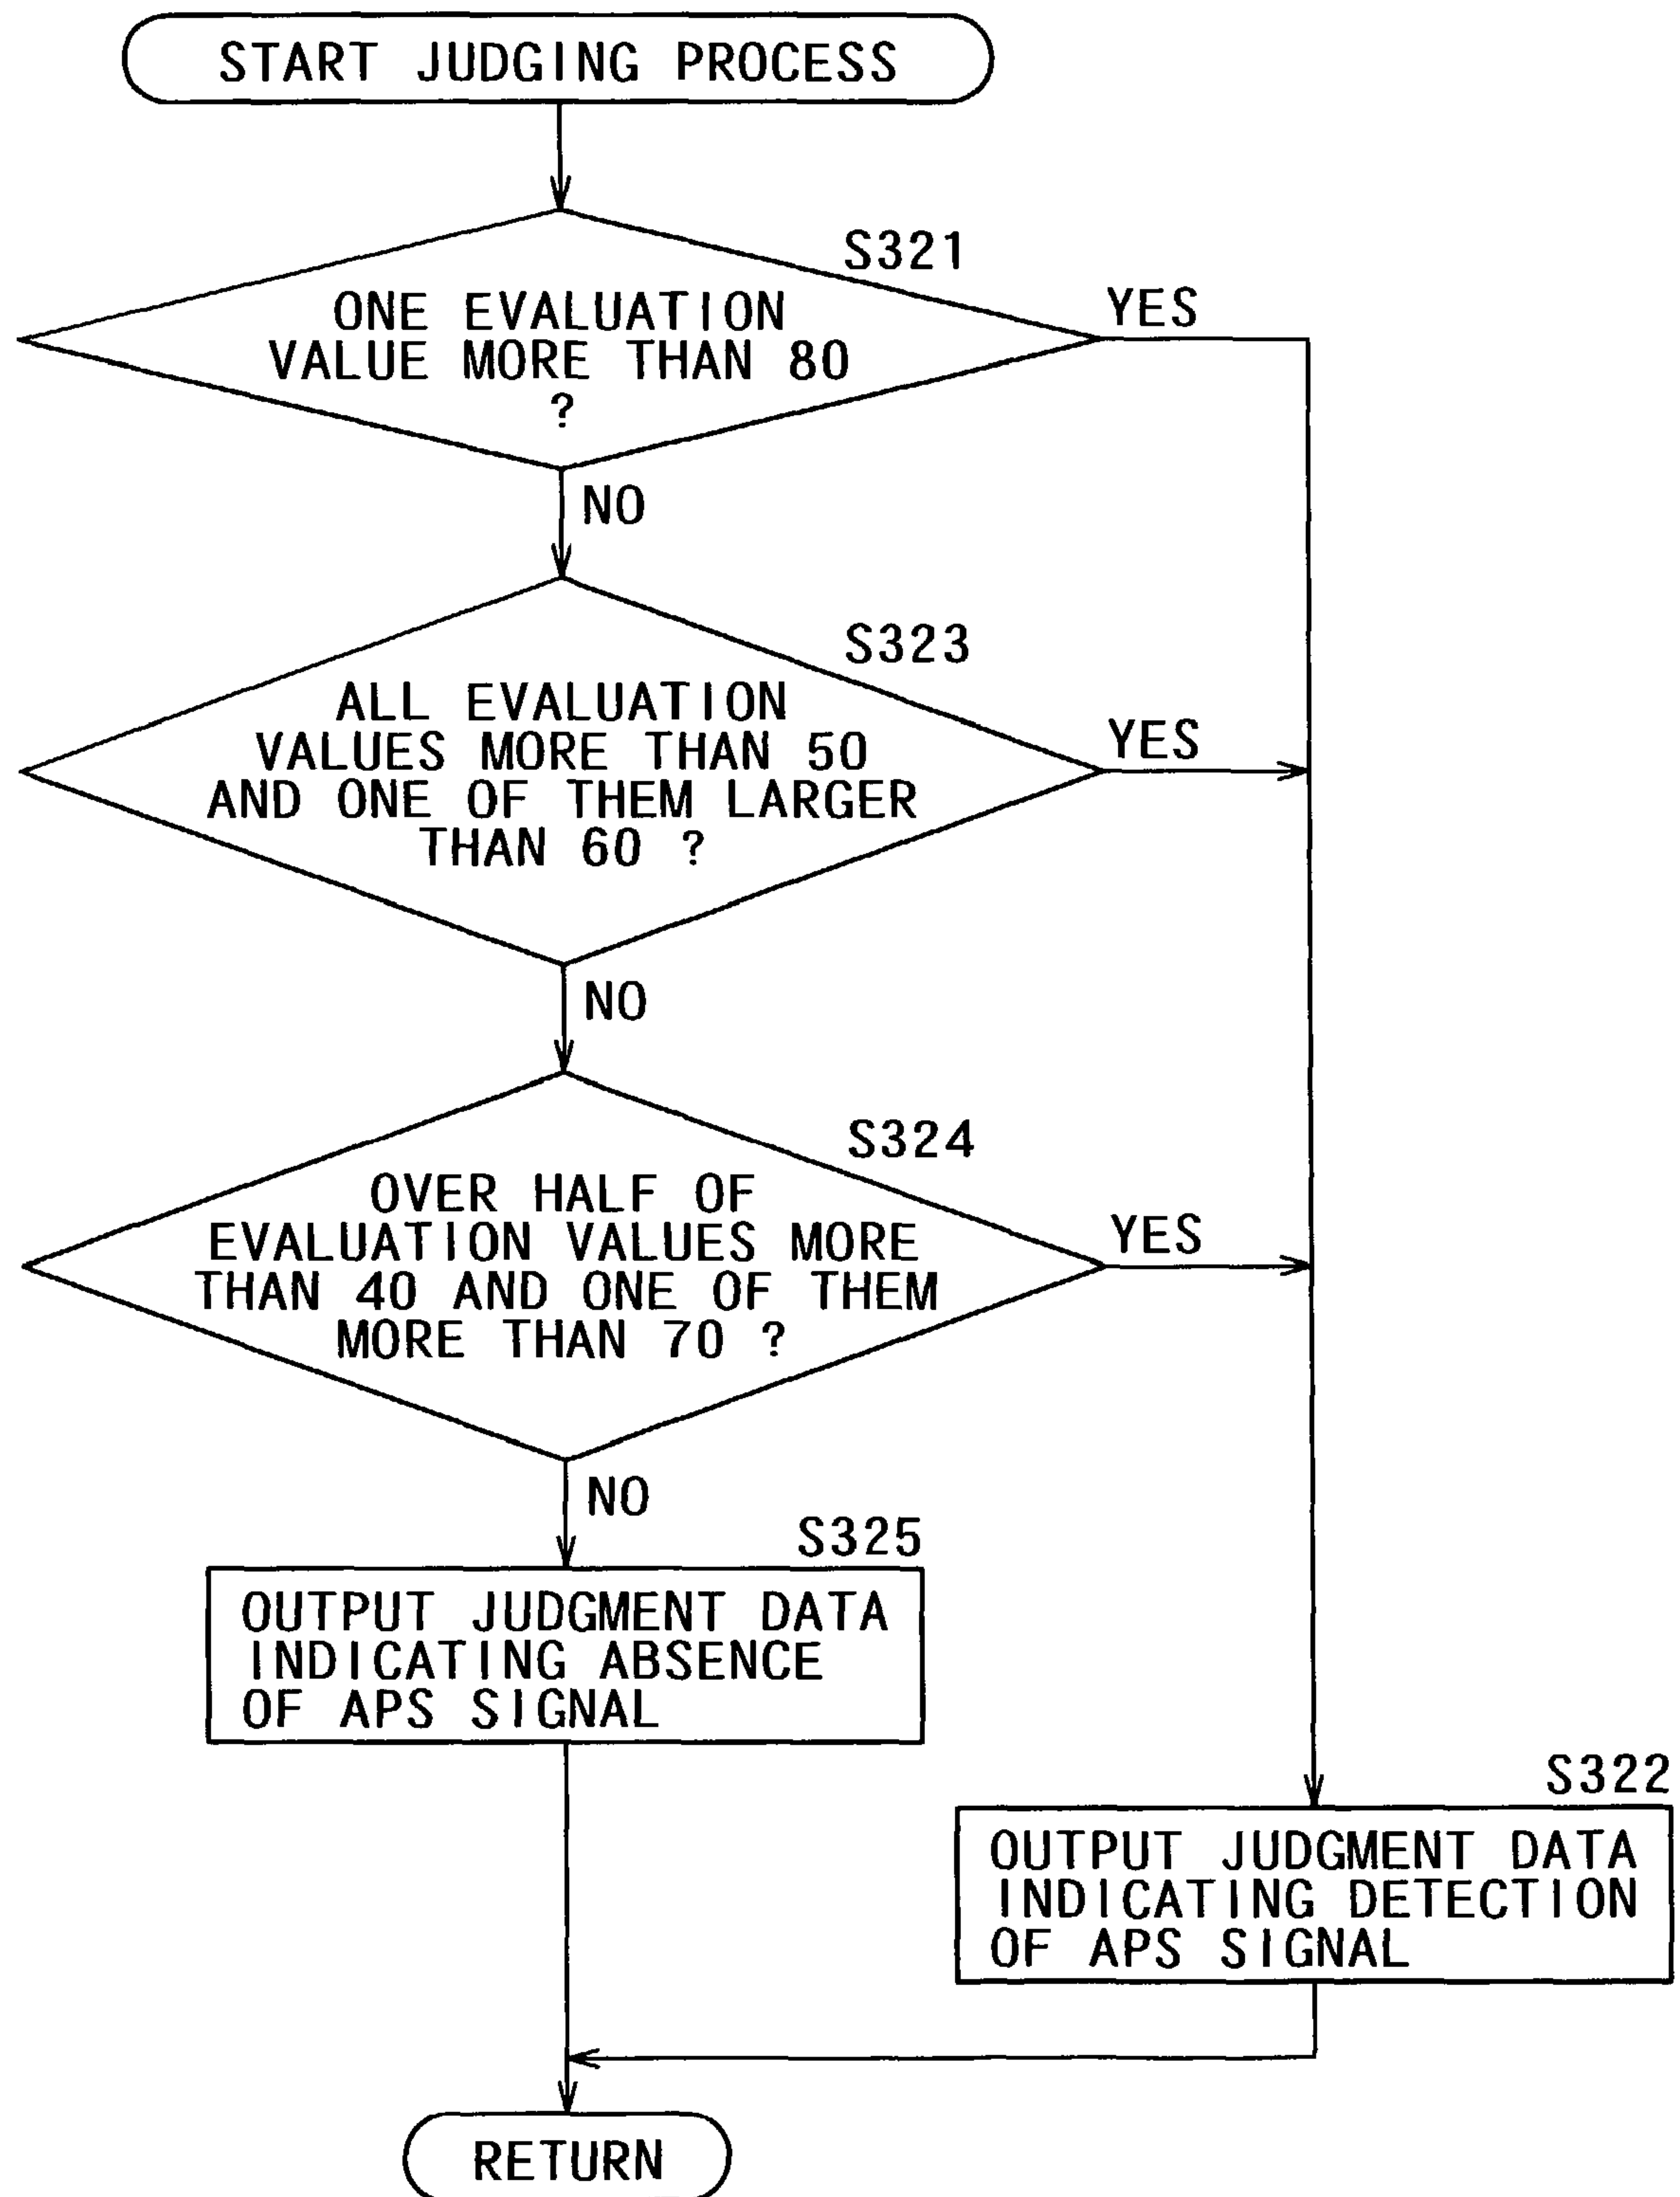 START JUDGING PROCESS
S321
ONE EVALUATION
VALUE MORE THAN 80
?
YES
NO
S323
ALL EVALUATION
VALUES MORE THAN 50
AND ONE OF THEM LARGER
THAN 60 ?
YES
NO
S324
OVER HALF OF
EVALUATION VALUES MORE
THAN 40 AND ONE OF THEM
MORE THAN 70 ?
YES
NO
S325
OUTPUT JUDGMENT DATA
INDICATING ABSENCE
OF APS SIGNAL
S322
OUTPUT JUDGMENT DATA
INDICATING DETECTION
OF APS SIGNAL
RETURN